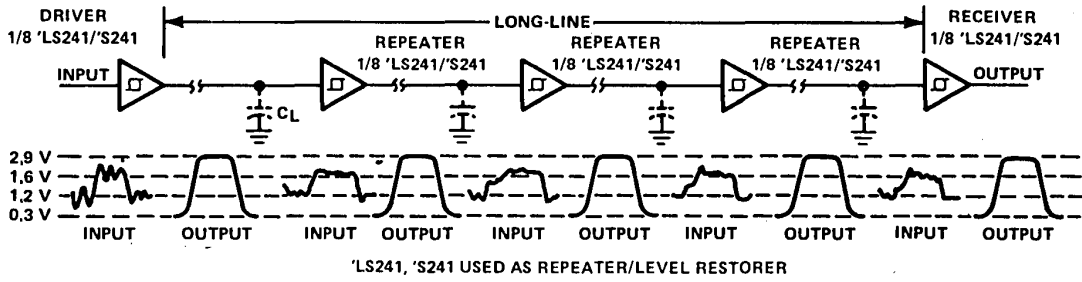 DRIVER
1/8 'LS241/'S241
LONG-LINE
RECEIVER
1/8 'LS241/'S241
REPEATER
1/8 'LS241/'S241
REPEATER
1/8 'LS241/'S241
REPEATER
1/8 'LS241/'S241
INPUT
OUTPUT
CL
2,9 V
1,6 V
1,2 V
0,3 V
INPUT OUTPUT INPUT OUTPUT INPUT OUTPUT INPUT OUTPUT INPUT OUTPUT
'LS241, 'S241 USED AS REPEATER/LEVEL RESTORER